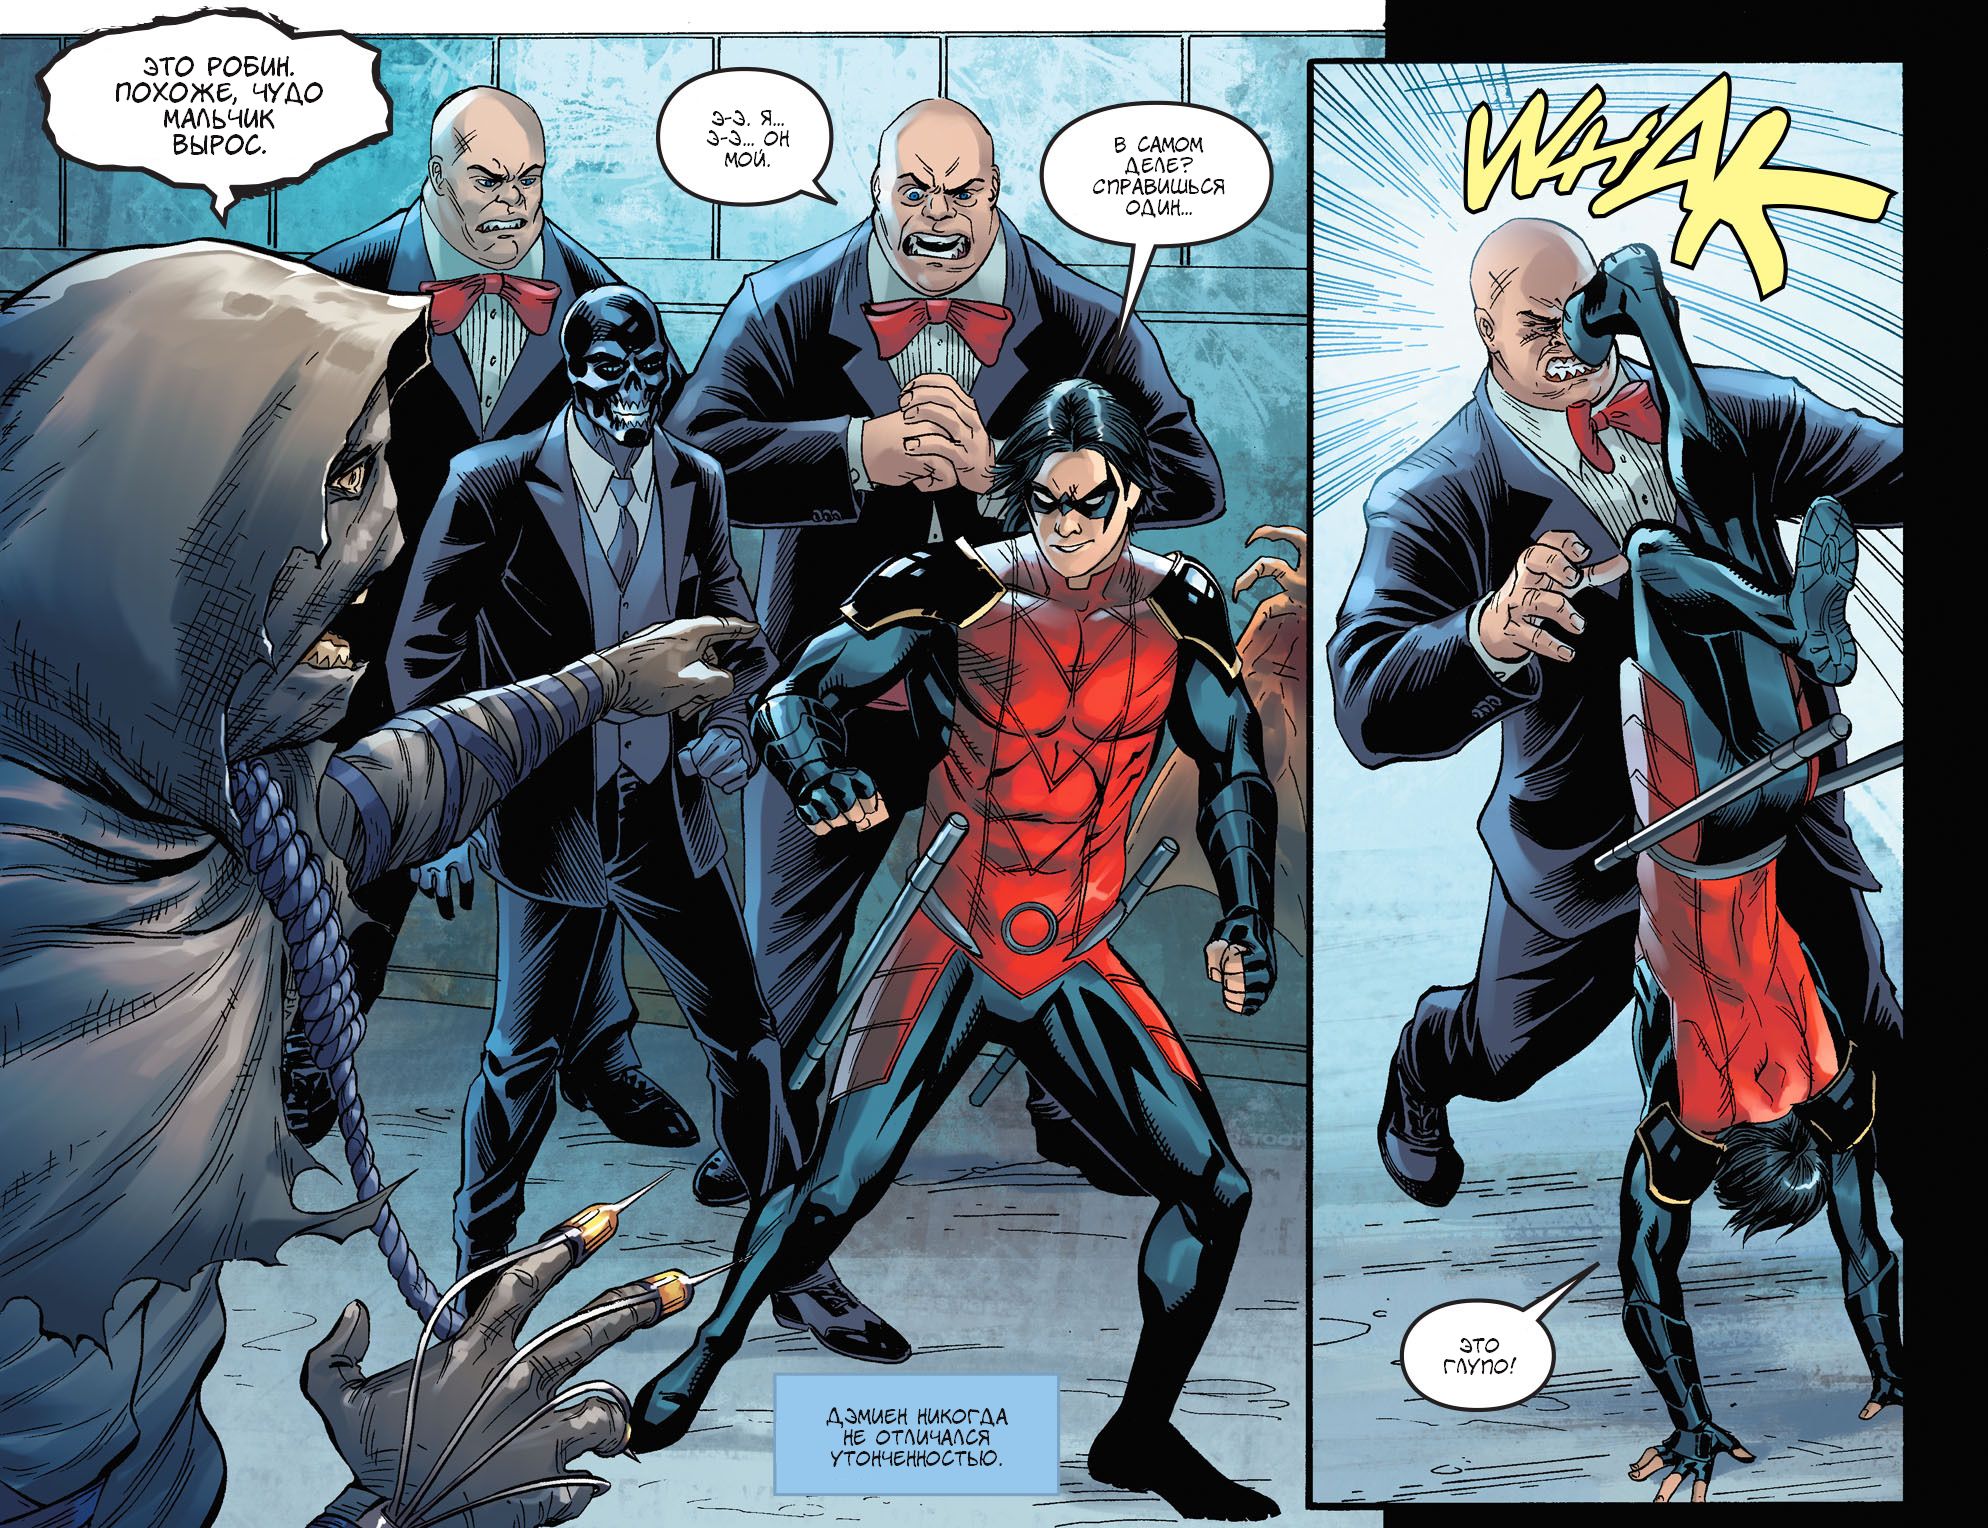 ЭТО РОБИН.
ПОХОЖЕ, ЧУДО
МАЛЬЧИК
ВЫРОС.
Э-Э. Я...
Э-Э... ОН
МОЙ.
В САМОМ
ДЕЛЕ?
СПРАВИШЬСЯ
ОДИН...
ДЭМИЕН НИКОГДА
НЕ ОТЛИЧАЛСЯ
УТОНЧЕННОСТЬЮ.
WHAK
ЭТО
ГЛУПО!